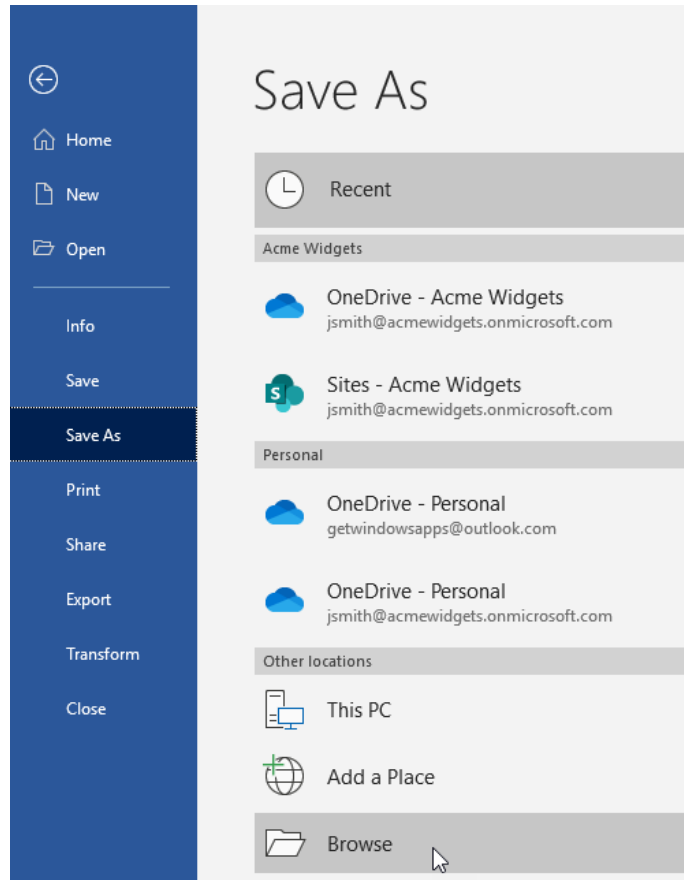 Save As
Home
New
Open
Info
Save
Save As
Print
Share
Export
Transform
Close
Recent
Acme Widgets
OneDrive - Acme Widgets
jsmith@acmewidgets.onmicrosoft.com
S
Sites - Acme Widgets
jsmith@acmewidgets.onmicrosoft.com
Personal
OneDrive - Personal
getwindowsapps@outlook.com
OneDrive - Personal
jsmith@acmewidgets.onmicrosoft.com
Other locations
This PC
Add a Place
Browse